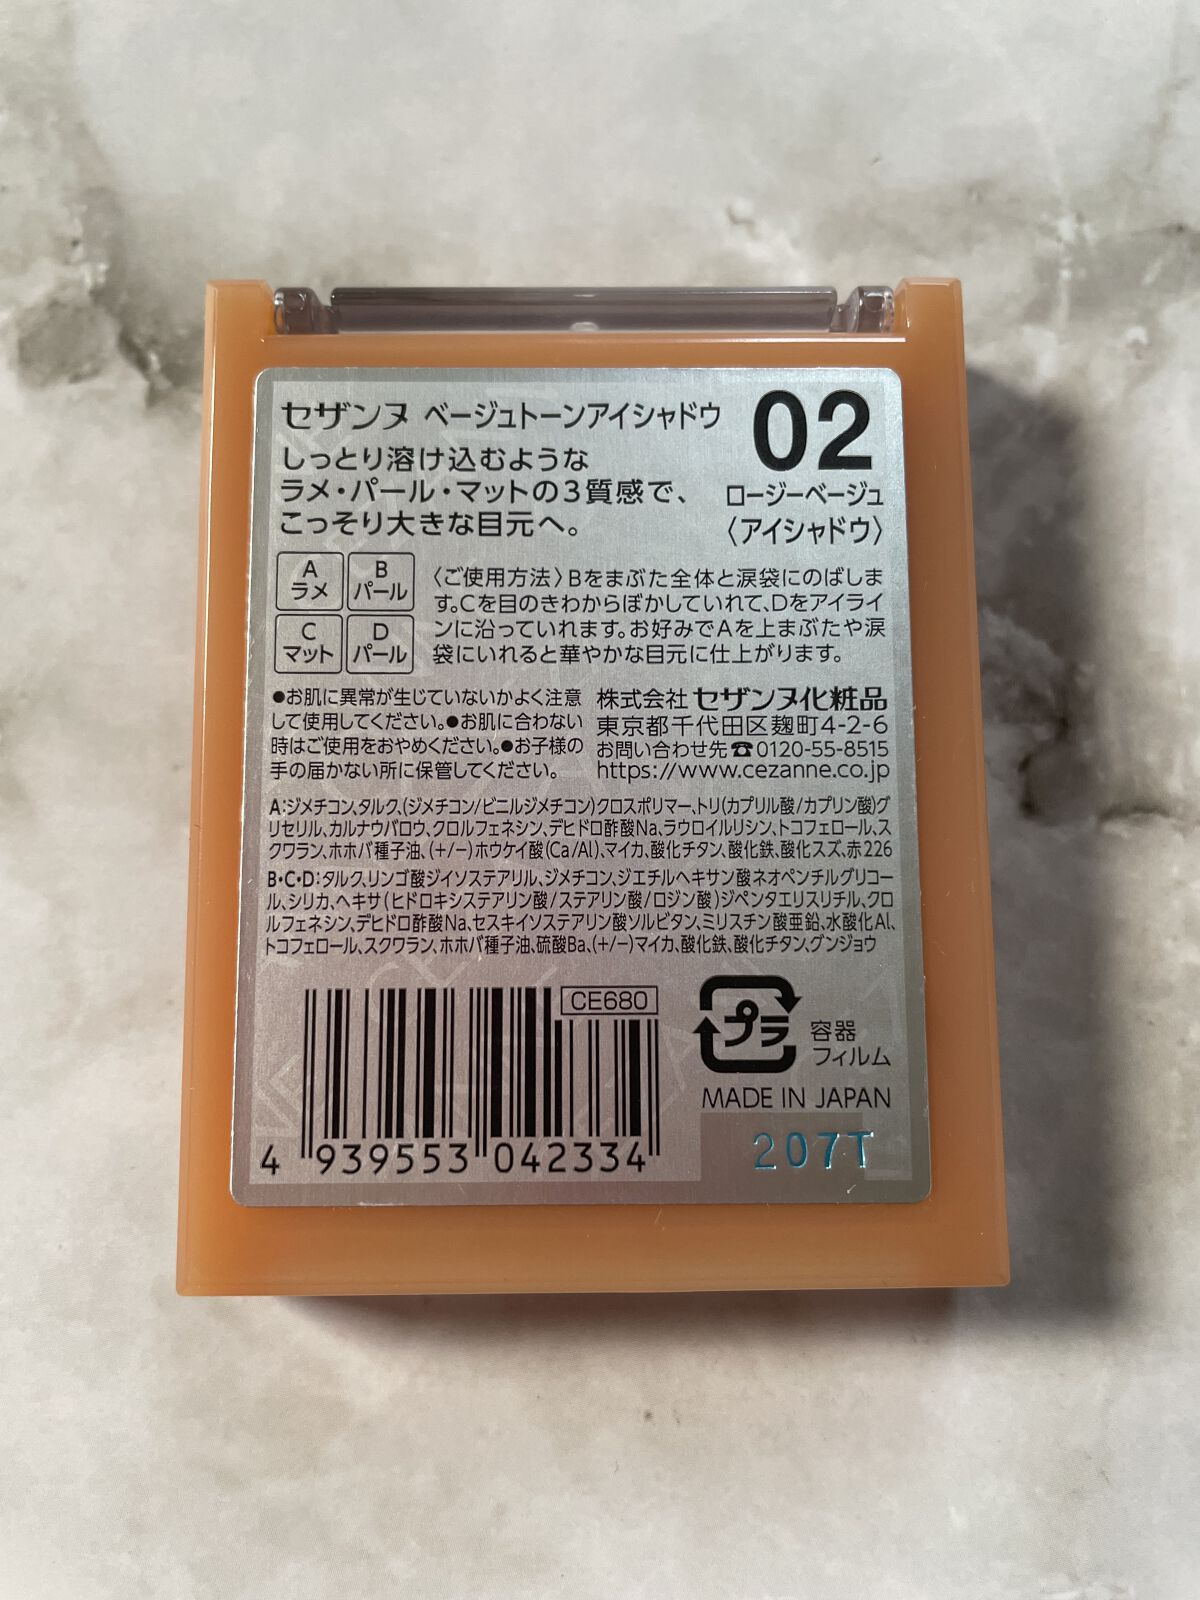 セザンヌ ベージュトーンアイシャドウ
しっとり溶け込むような
ラメ・パール・マットの3質感で、
こっそり大きな目元へ。
02
ロージーベージュ
〈アイシャドウ〉
A
ラメ
B
パール
C
マット
D
パール
〈ご使用方法〉Bをまぶた全体と涙袋にのばしま
す。Cを目のきわからぼかしていれて、Dをアイライ
ンに沿っていれます。お好みでAを上まぶたや涙
袋にいれると華やかな目元に仕上がります。
●お肌に異常が生じていないかよく注意
して使用してください。●お肌に合わない
時はご使用をおやめください。●お子様の
手の届かない所に保管してください。
株式会社 セザンヌ化粧品
東京都千代田区麹町4-2-6
お問い合わせ先☎0120-55-8515
https://www.cezanne.co.jp
A:ジメチコン、タルク、(ジメチコン/ビニルジメチコン)クロスポリマー、トリ(カプリル酸/カプリン酸)グ
リセリル、カルナウバロウ、クロルフェネシン、デヒドロ酢酸Na、ラウロイルリシン、トコフェロール、ス
クワラン、ホホバ種子油、(+/−)ホウケイ酸(Ca/Al)、マイカ、酸化チタン、酸化鉄、酸化スズ、赤226
B・C・D:タルク、リンゴ酸ジイソステアリル、ジメチコン、ジエチルヘキサン酸ネオペンチルグリコー
ル、シリカ、ヘキサ(ヒドロキシステアリン酸/ステアリン酸/ロジン酸)ジペンタエリスリチル、クロ
ルフェネシン、デヒドロ酢酸Na、セスキイソステアリン酸ソルビタン、ミリスチン酸亜鉛、水酸化Al、
トコフェロール、スクワラン、ホホバ種子油、硫酸Ba、(+/−)マイカ、酸化鉄、酸化チタン、グンジョウ
CE680
4 939553 042334
プラ
容器
フィルム
MADE IN JAPAN
207T